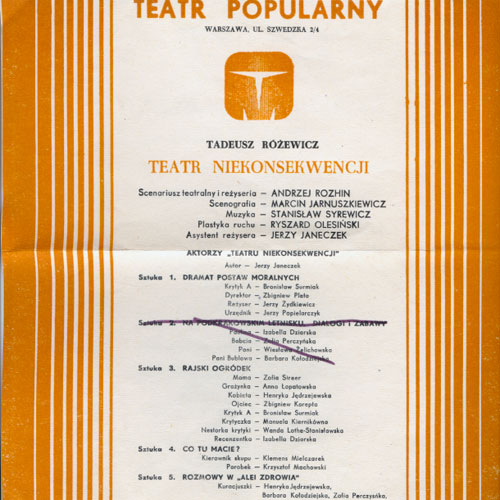 TEATR POPULARNY
WARSZAWA, UL. SZWEDZKA 2/4
TADEUSZ RÓŻEWICZ
TEATR NIEKONSEKWENCJI
Scenariusz teatralny i reżyseria — ANDRZEJ ROZHIN
Scenografia — MARCIN JARNUSZKIEWICZ
Muzyka — STANISŁAW SYREWICZ
Plastyka ruchu — RYSZARD OLESIŃSKI
Asystent reżysera — JERZY JANECZEK
AKTORZY „TEATRU NIEKONSEKWENCJI"
Autor — Jerzy Janeczek
Sztuka 1. DRAMAT POSTAW MORALNYCH
Krytyk A — Bronisław Surmiak
Dyrektor — Zbigniew Plato
Reżyser — Jerzy Żydkiewicz
Urzędnik — Jerzy Popielarczyk
Sztuka 2. NA PODKRAKOWSKIM LETNISKU. DIALOGI I ZABAWY
— Izabella Dziarska
Babcia — Zofia Perczyńska
Pani — Wiesława Żelichowska
Pani Bublowa — Barbara Kołodziejska
Sztuka 3. RAJSKI OGRÓDEK
Mama — Zofia Streer
Grażynka — Anna Łopatowska
Kobieta — Henryka Jędrzejewska
Ojciec — Zbigniew Korepta
Krytyk A — Bronisław Surmiak
Krytyczka — Manuela Kiernikówna
Nestorka krytyki — Wanda Lothe-Stanisławska
Recenzentka — Izabella Dziarska
Sztuka 4. CO TU MACIE?
Kierownik skupu — Klemens Mielczarek
Parobek — Krzysztof Machowski
Sztuka 5. ROZMOWY W „ALEI ZDROWIA"
Kuracjuszki — Henryka Jędrzejewska,
Barbara Kołodziejska, Zofia Perczyńska,